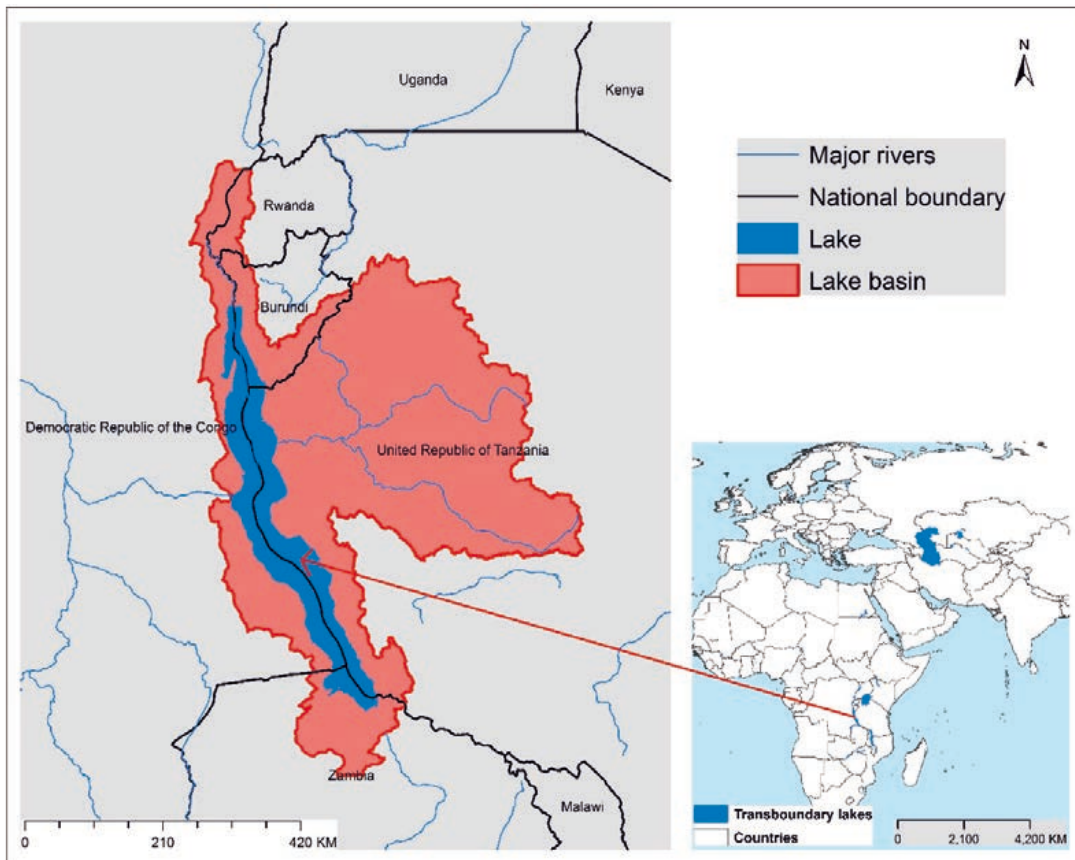 Uganda
Kenya
N
Rwanda
Burundi
Democratic Republic of the Congo
United Republic of Tanzania
Zambia
Malawi
0 210 420 KM
Major rivers
National boundary
Lake
Lake basin
Transboundary lakes
Countries
0 2,100 4,200 KM